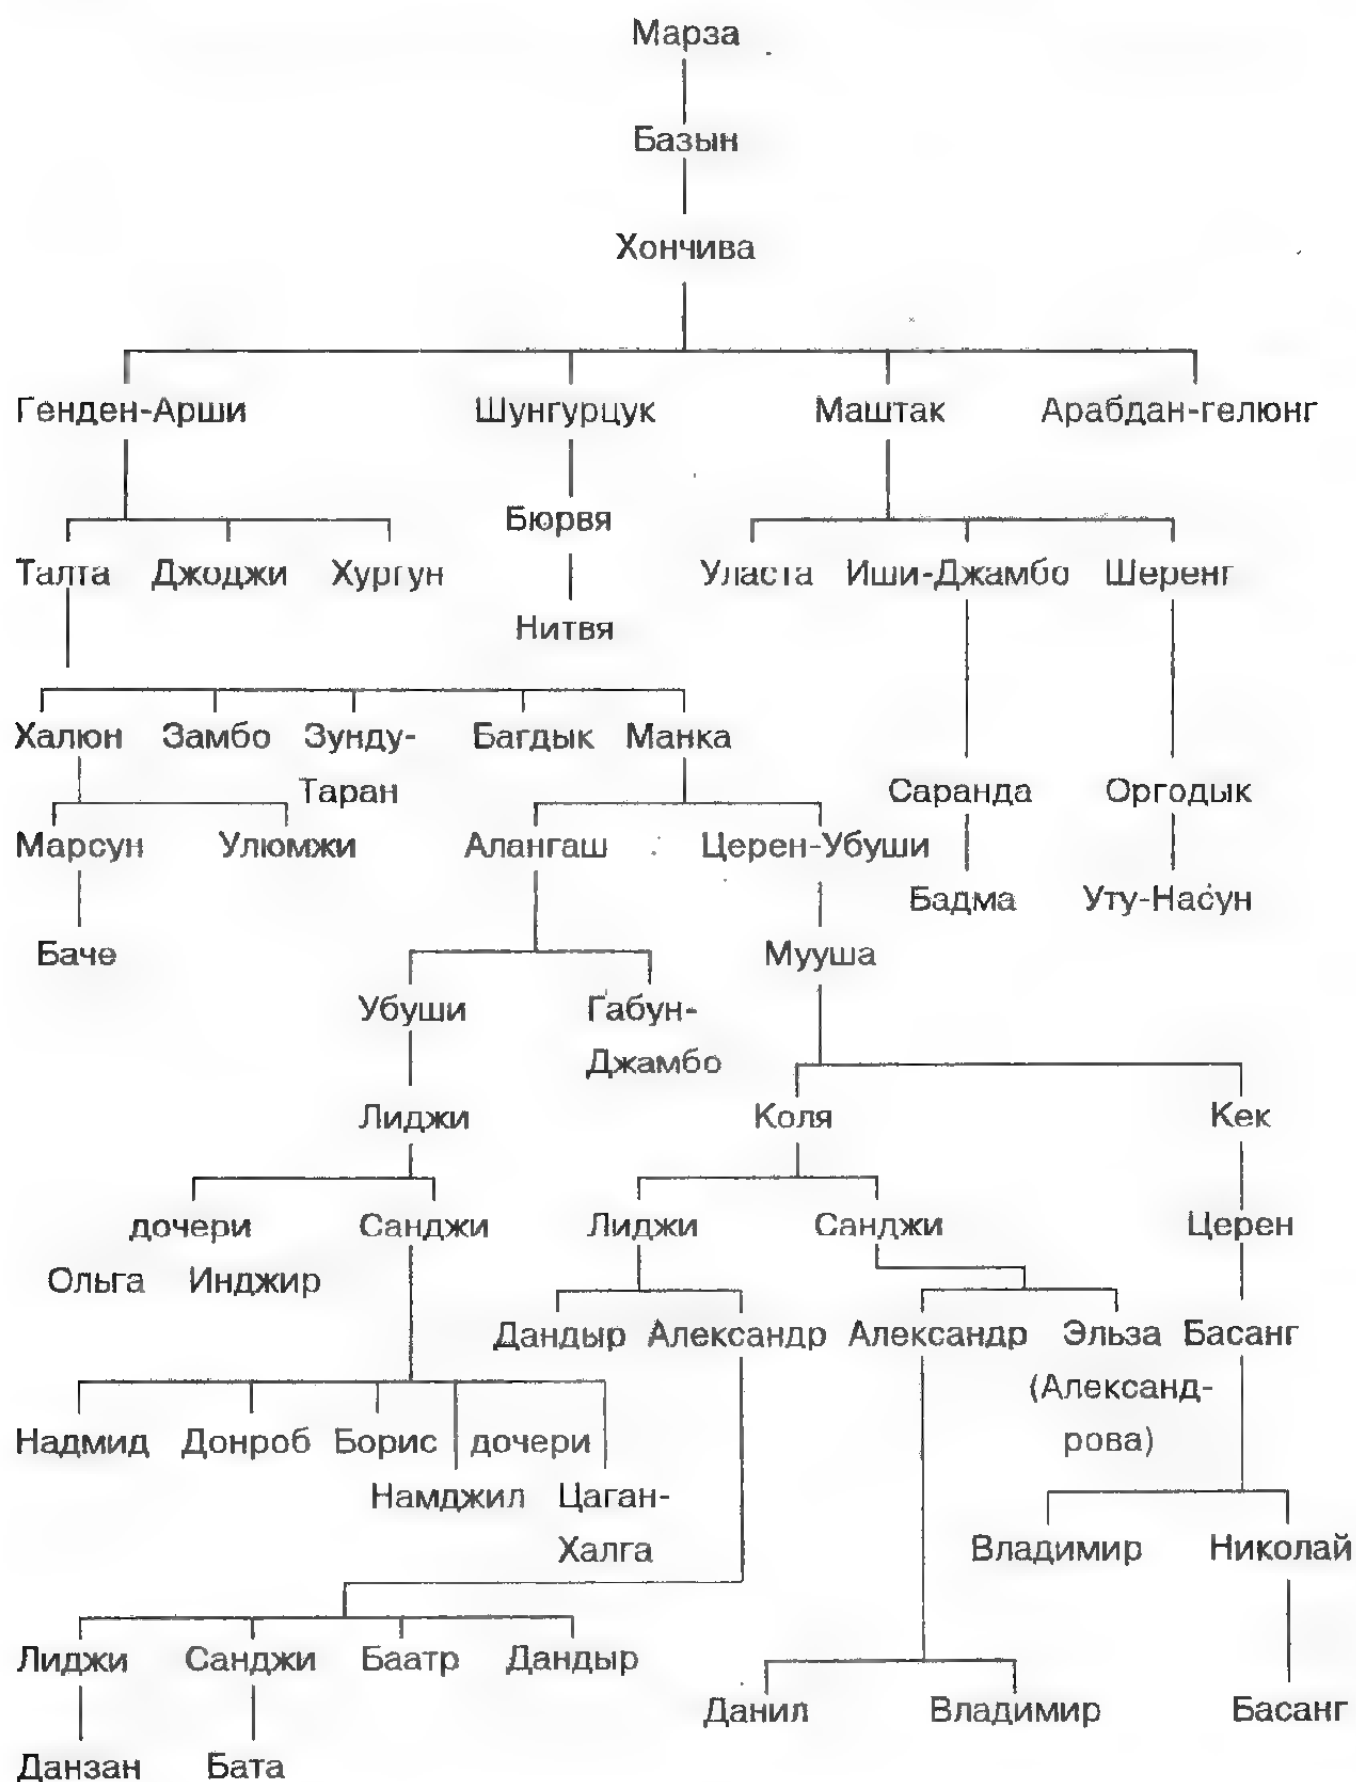 Марза
Базын
Хончива
Генден-Арши Шунгурцук Маштак Арабдан-гелюнг
Бюрвя
Талта Джоджи Хургун Уласта Иши-Джамбо Шеренг
Нитвя
Халюн Замбо Зунду- Багдык Манка
Таран Саранда Оргодык
Марсун Улюмжи Алангаш Церен-Убуши
Бадма Уту-Насун
Баче Мууша
Убуши Габун-
Джамбо
Лиджи Коля Кек
дочери Санджи Лиджи Санджи Церен
Ольга Инджир
Дандыр Александр Александр Эльза Басанг
(Александ-
Надмид Донроб Борис дочери рова)
Намджил Цаган-
Халга Владимир Николай
Лиджи Санджи Баатр Дандыр
Данил Владимир Басанг
Данзан Бата